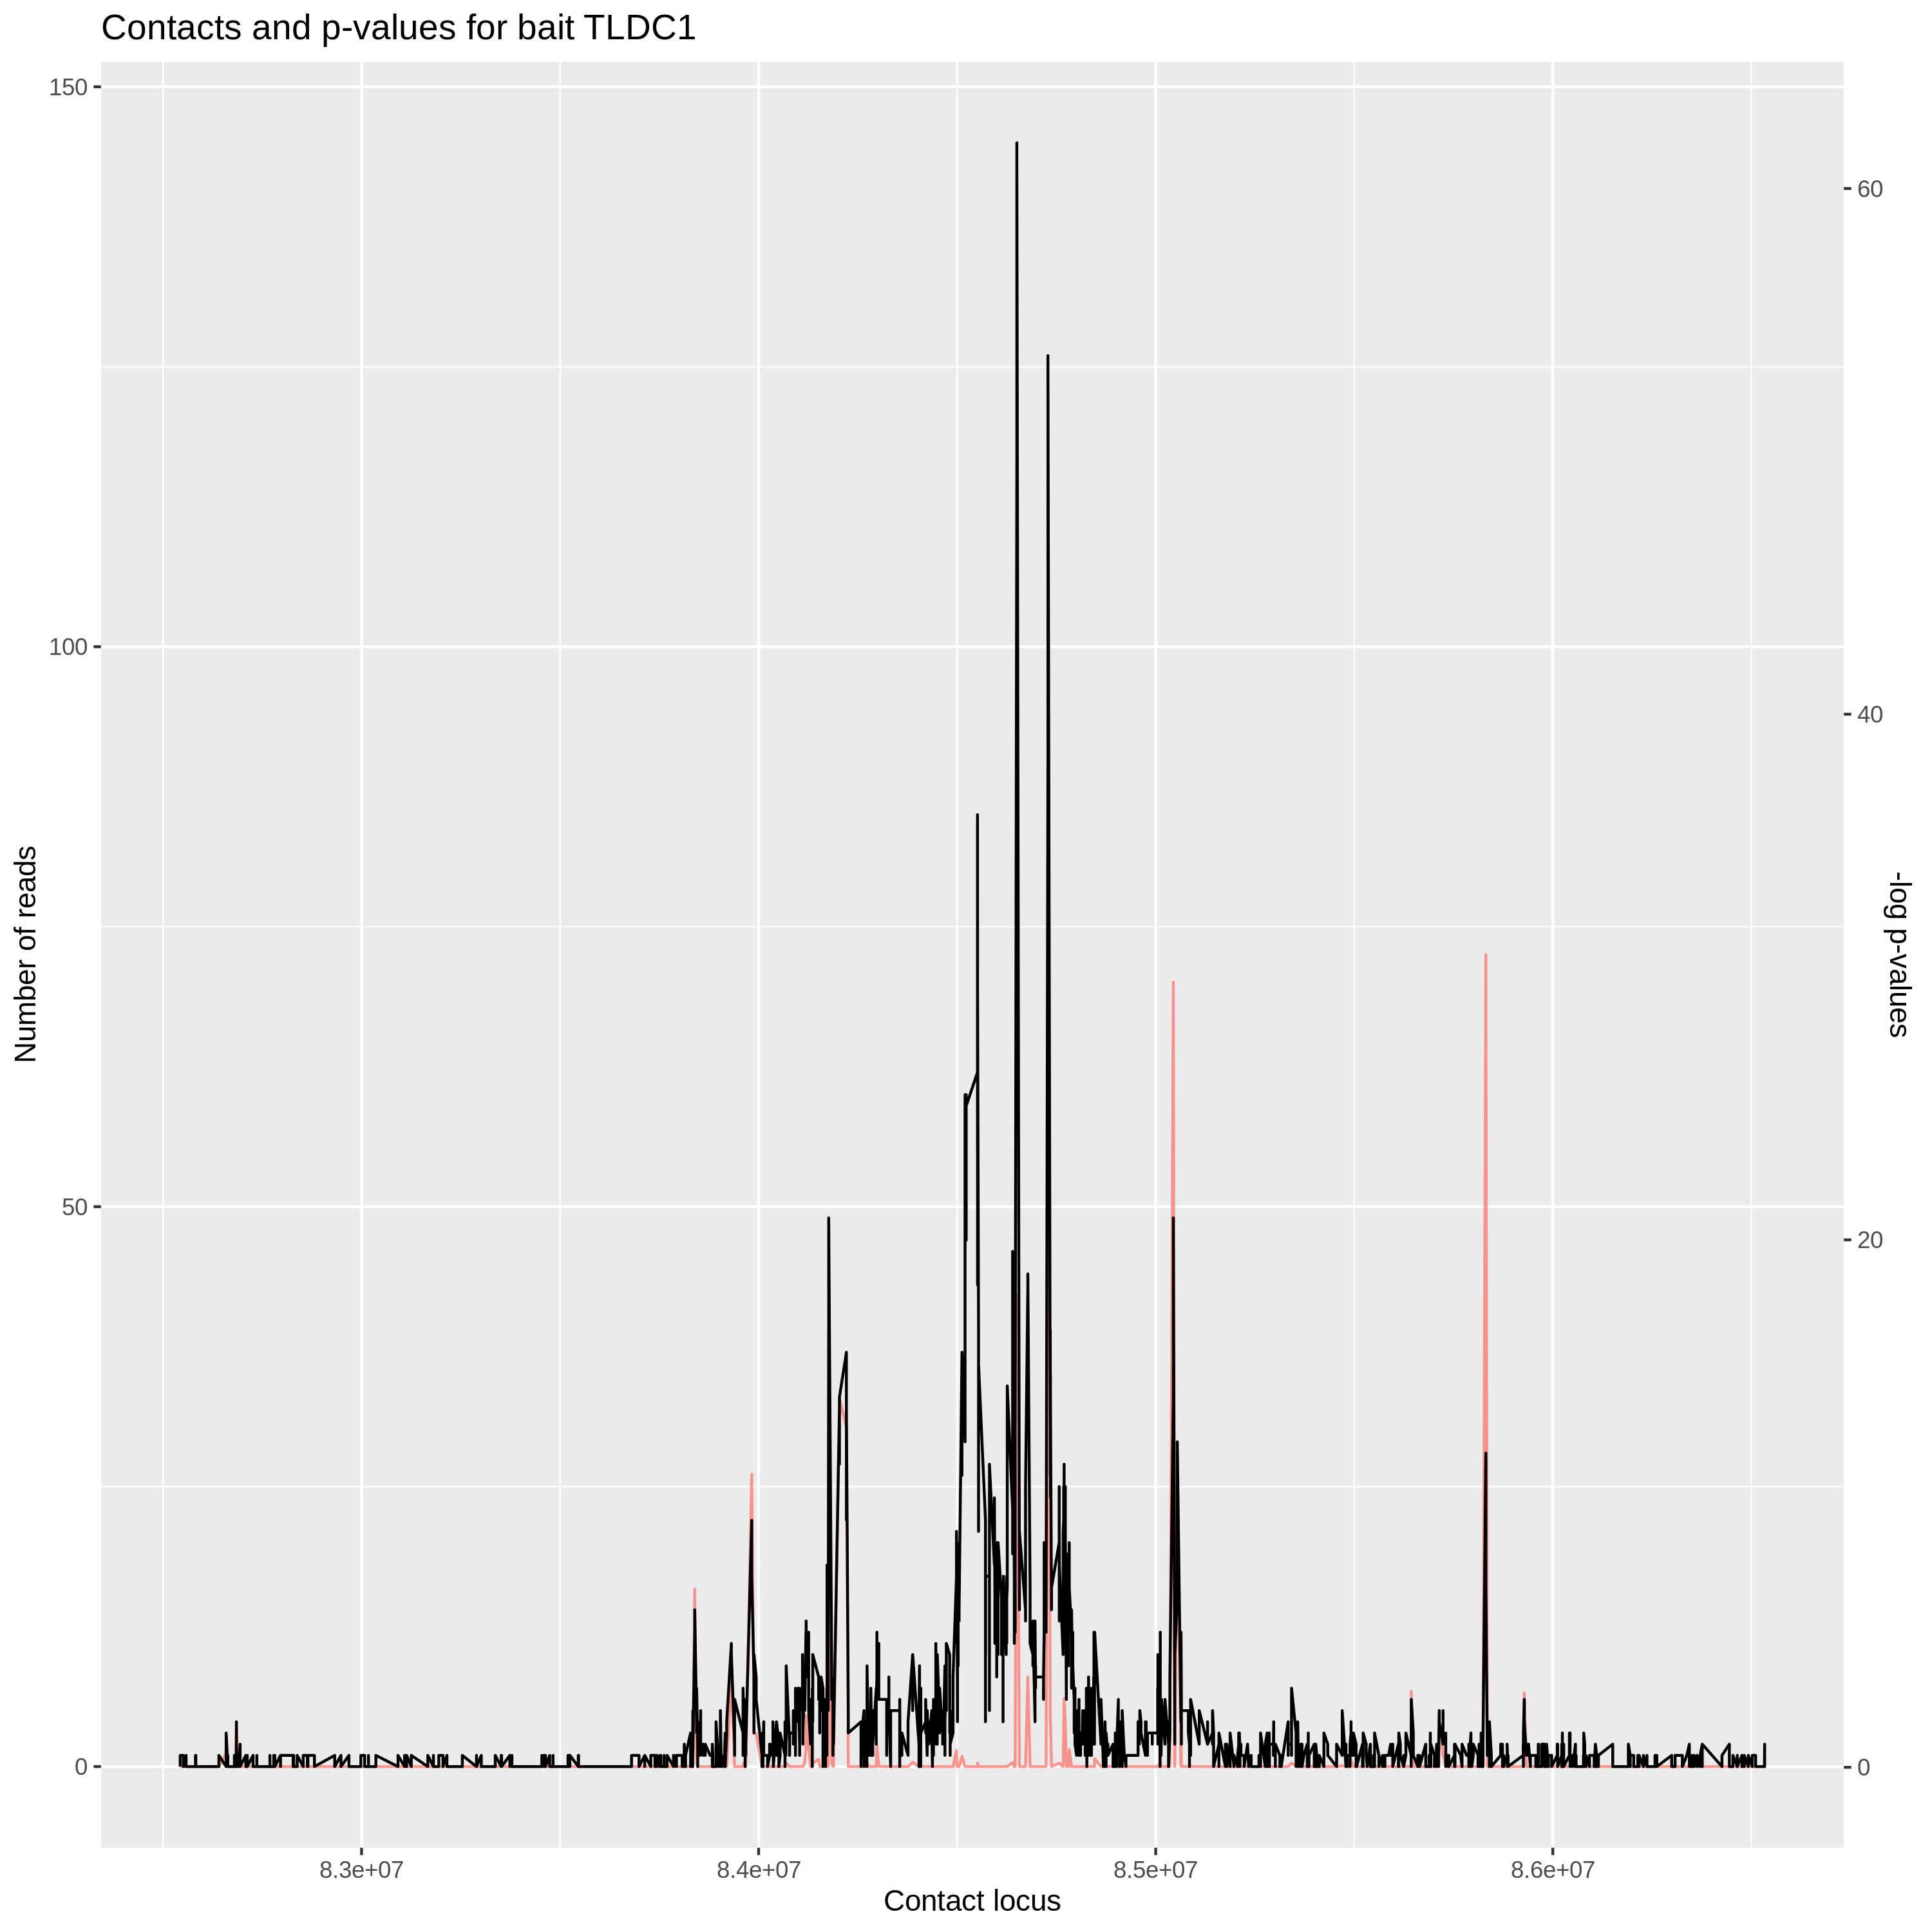 Contacts and p-values for bait TLDC1
150
100
50
0
60
40
20
0
Number of reads
-log p-values
8.3e+07 8.4e+07 8.5e+07 8.6e+07
Contact locus